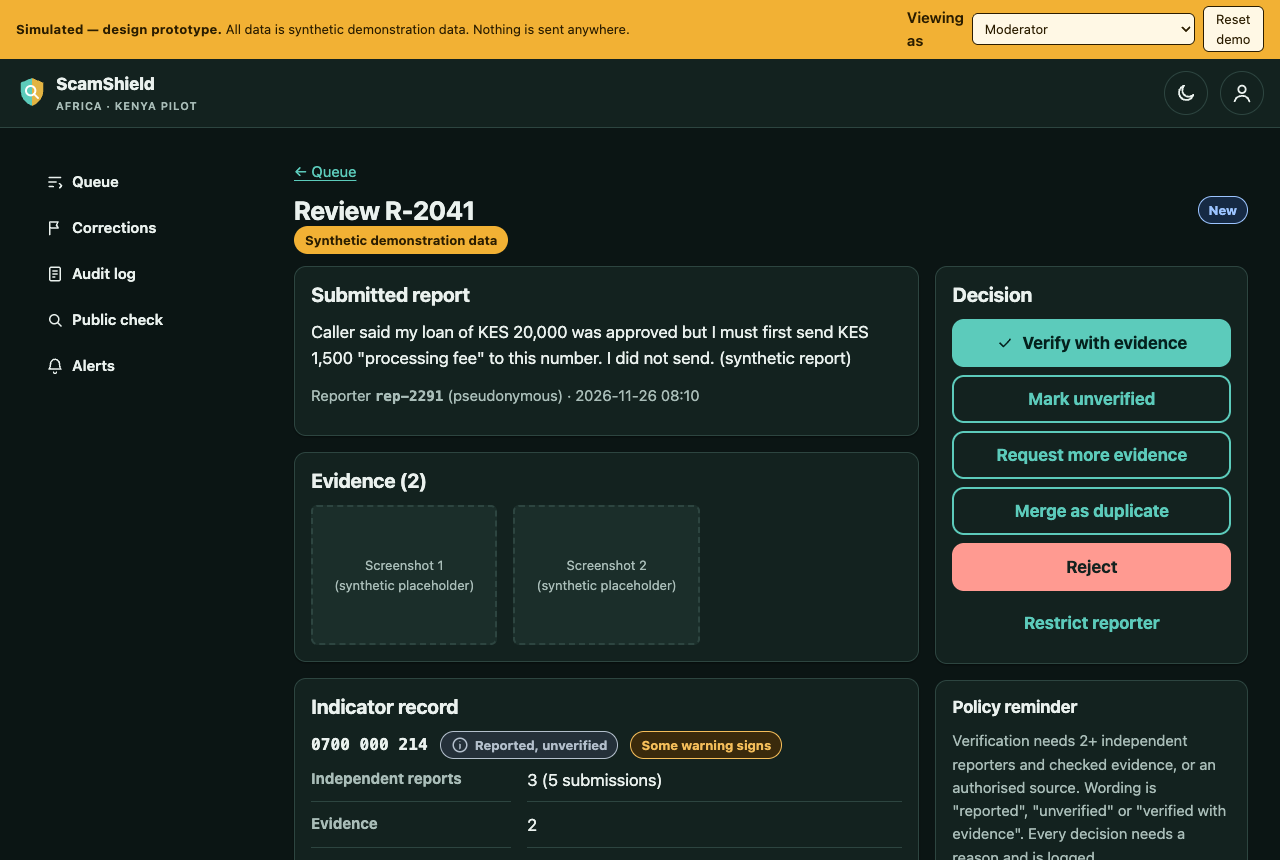 Simulated — design prototype. All data is synthetic demonstration data. Nothing is sent anywhere.
Viewing as
Moderator
Reset demo
ScamShield
AFRICA · KENYA PILOT
Queue
Corrections
Audit log
Public check
Alerts
← Queue
Review R-2041
New
Synthetic demonstration data
Submitted report
Caller said my loan of KES 20,000 was approved but I must first send KES
1,500 "processing fee" to this number. I did not send. (synthetic report)
Reporter rep-2291 (pseudonymous) · 2026-11-26 08:10
Evidence (2)
Screenshot 1
(synthetic placeholder)
Screenshot 2
(synthetic placeholder)
Indicator record
0700 000 214
Reported, unverified
Some warning signs
Independent reports
3 (5 submissions)
Evidence
2
Decision
Verify with evidence
Mark unverified
Request more evidence
Merge as duplicate
Reject
Restrict reporter
Policy reminder
Verification needs 2+ independent
reporters and checked evidence, or an
authorised source. Wording is
"reported", "unverified" or "verified with
evidence". Every decision needs a
reason and is logged.